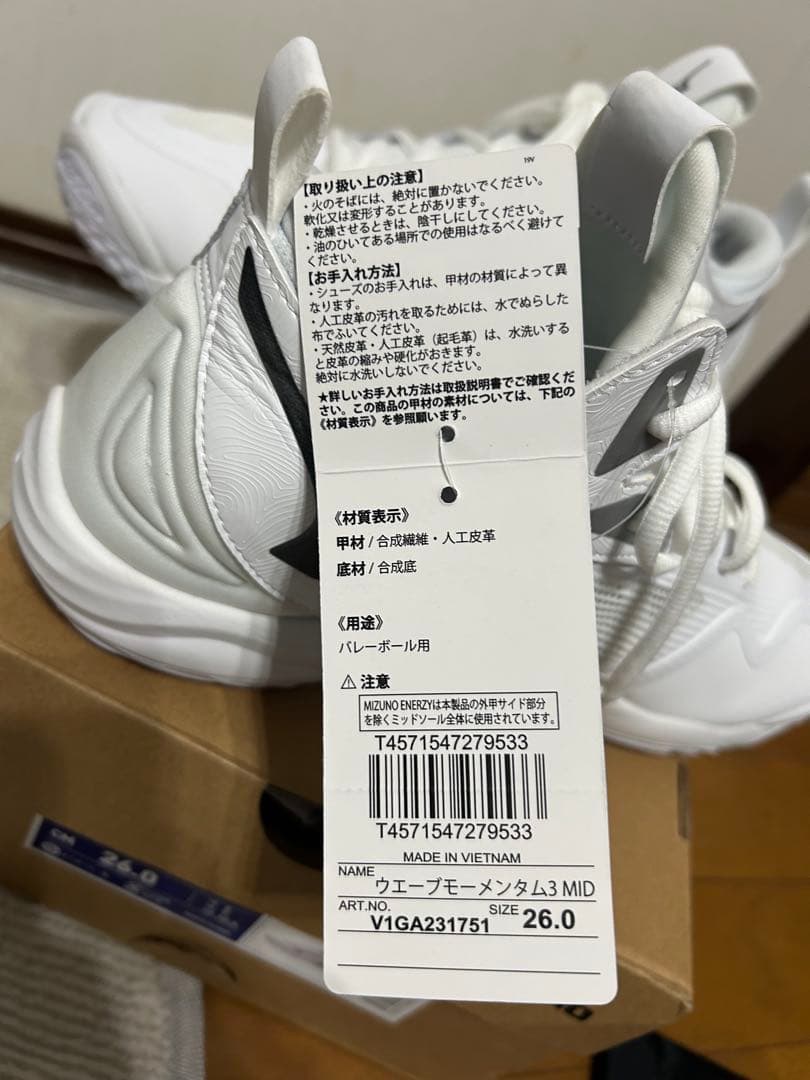 19V
【取り扱い上の注意】
・火のそばには、絶対に置かないでください。
軟化又は変形することがあります。
・乾燥させるときは、陰干しにしてください。
・油のひいてある場所での使用はなるべく避けて
ください。
【お手入れ方法】
・シューズのお手入れは、甲材の材質によって異
なります。
・人工皮革の汚れを取るためには、水でぬらした
布でふいてください。
・天然皮革・人工皮革（起毛革）は、水洗いする
と皮革の縮みや硬化がおきます。
絶対に水洗いしないでください。
★詳しいお手入れ方法は取扱説明書でご確認くだ
さい。この商品の甲材の素材については、下記の
《材質表示》を参照願います。
《材質表示》
甲材 / 合成繊維・人工皮革
底材 / 合成底
《用途》
バレーボール用
⚠ 注意
MIZUNO ENERZYは本製品の外甲サイド部分
を除くミッドソール全体に使用されています。
T4571547279533
T4571547279533
MADE IN VIETNAM
NAME ウエーブモーメンタム3 MID
ART.NO. V1GA231751 SIZE 26.0
CM 26.0